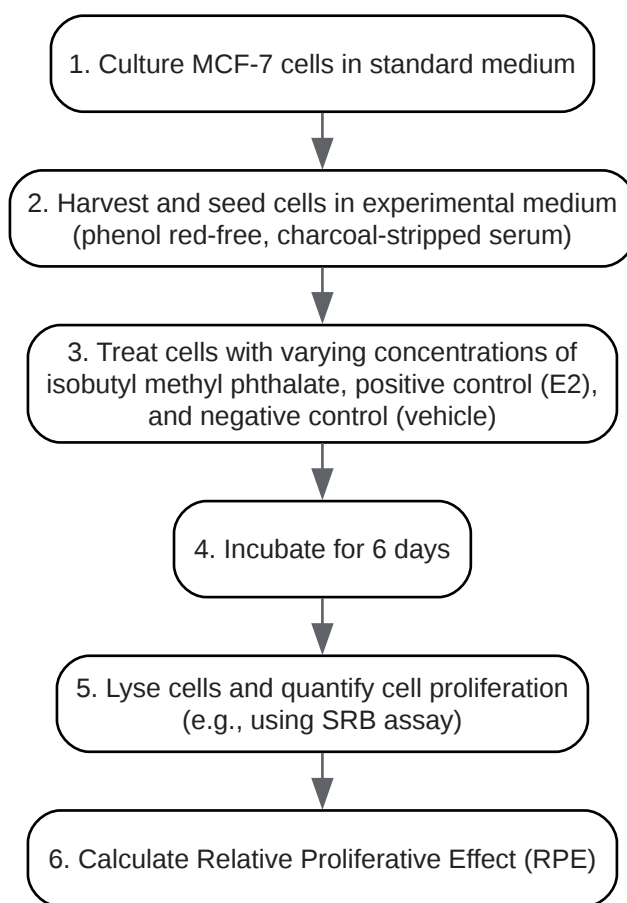 1. Culture MCF-7 cells in standard medium
2. Harvest and seed cells in experimental medium
(phenol red-free, charcoal-stripped serum)
3. Treat cells with varying concentrations of
isobutyl methyl phthalate, positive control (E2),
and negative control (vehicle)
4. Incubate for 6 days
5. Lyse cells and quantify cell proliferation
(e.g., using SRB assay)
6. Calculate Relative Proliferative Effect (RPE)